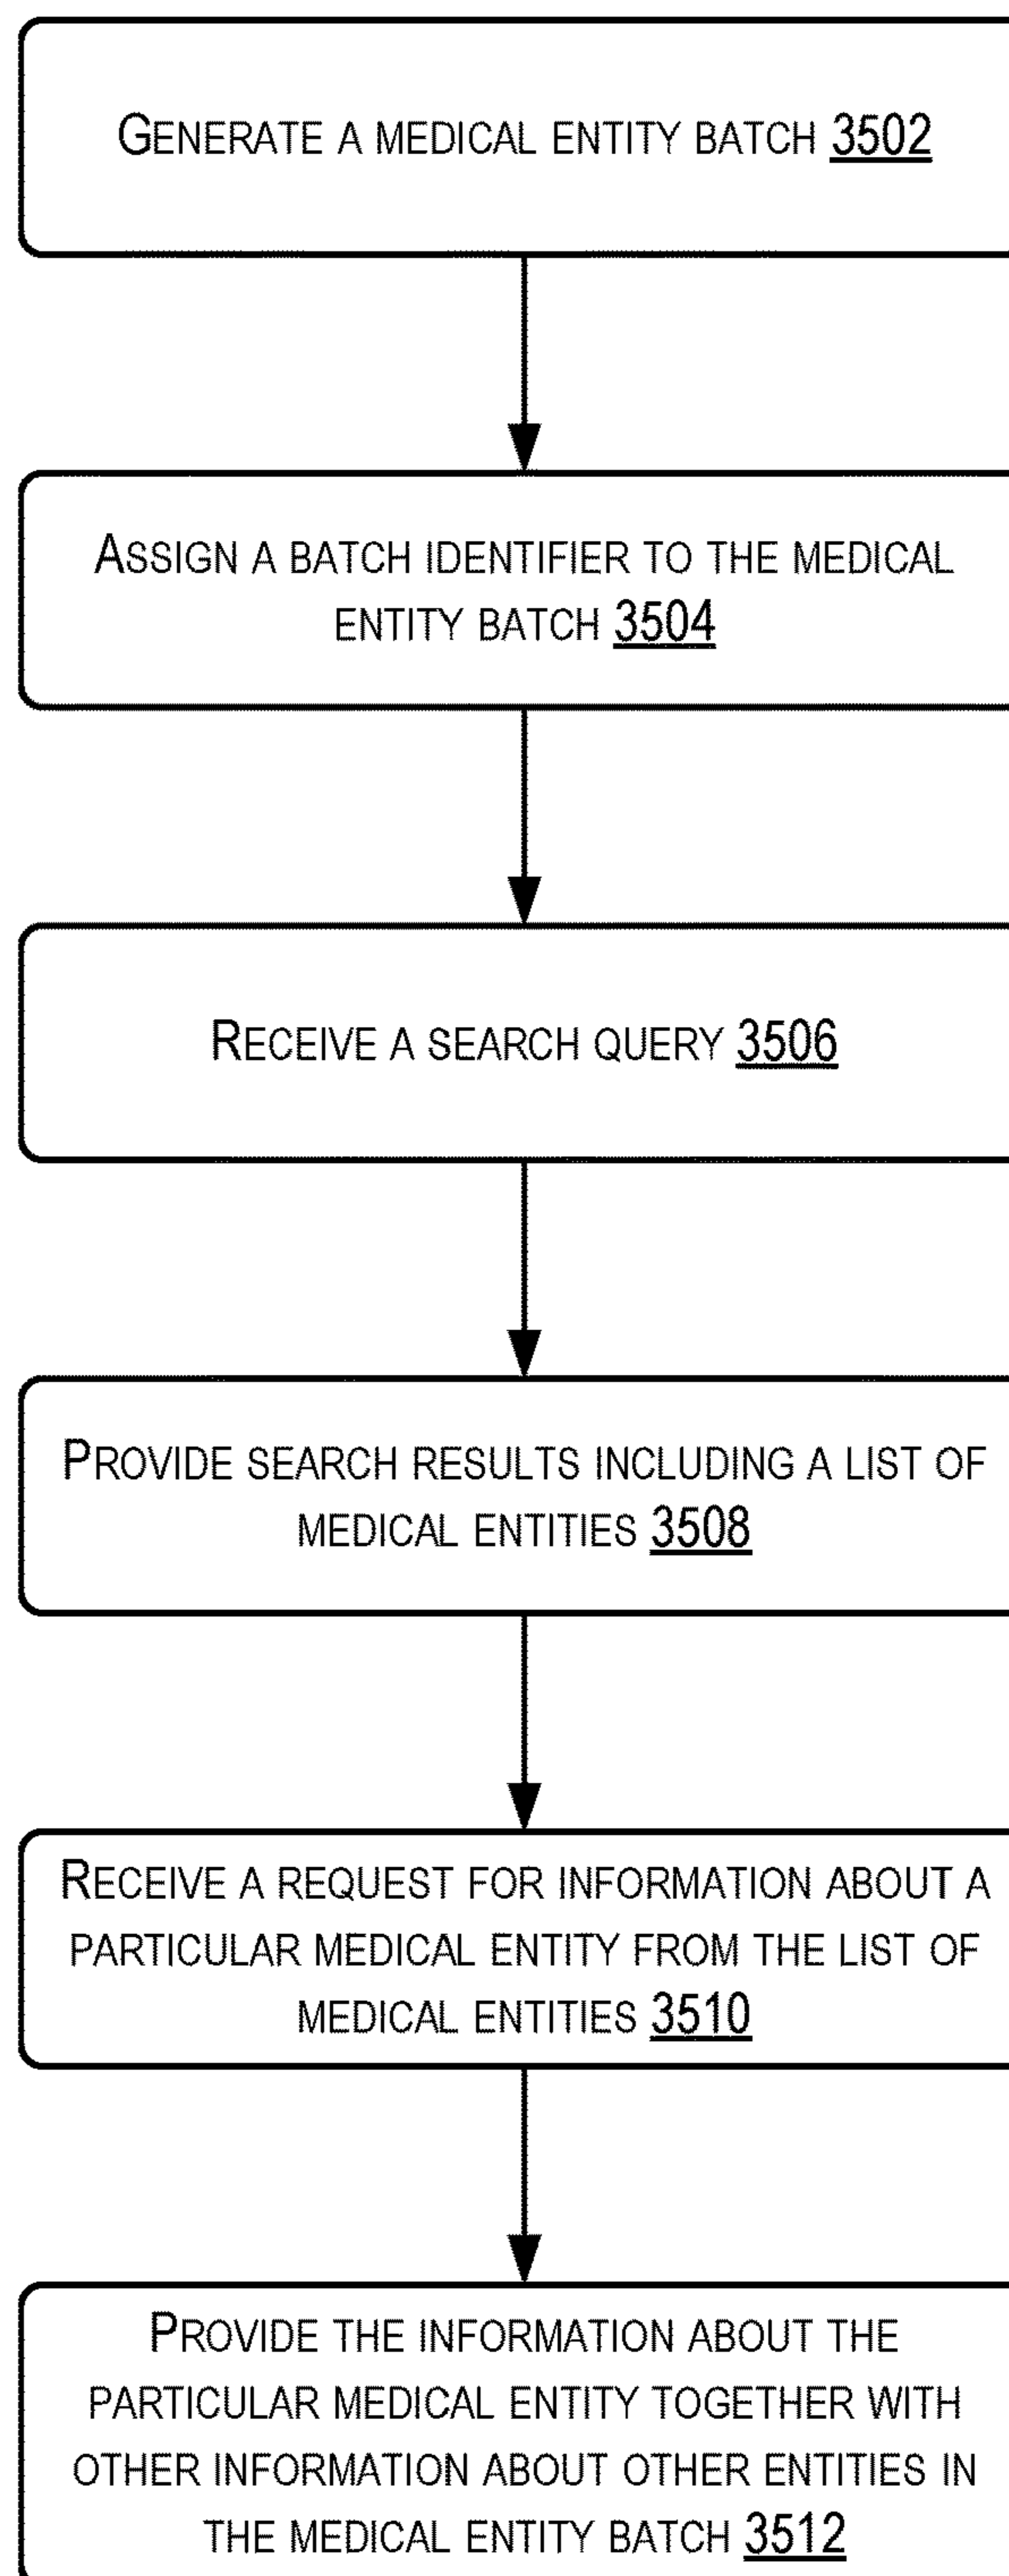 GENERATE A MEDICAL ENTITY BATCH 3502
ASSIGN A BATCH IDENTIFIER TO THE MEDICAL
ENTITY BATCH 3504
RECEIVE A SEARCH QUERY 3506
PROVIDE SEARCH RESULTS INCLUDING A LIST OF
MEDICAL ENTITIES 3508
RECEIVE A REQUEST FOR INFORMATION ABOUT A
PARTICULAR MEDICAL ENTITY FROM THE LIST OF
MEDICAL ENTITIES 3510
PROVIDE THE INFORMATION ABOUT THE
PARTICULAR MEDICAL ENTITY TOGETHER WITH
OTHER INFORMATION ABOUT OTHER ENTITIES IN
THE MEDICAL ENTITY BATCH 3512